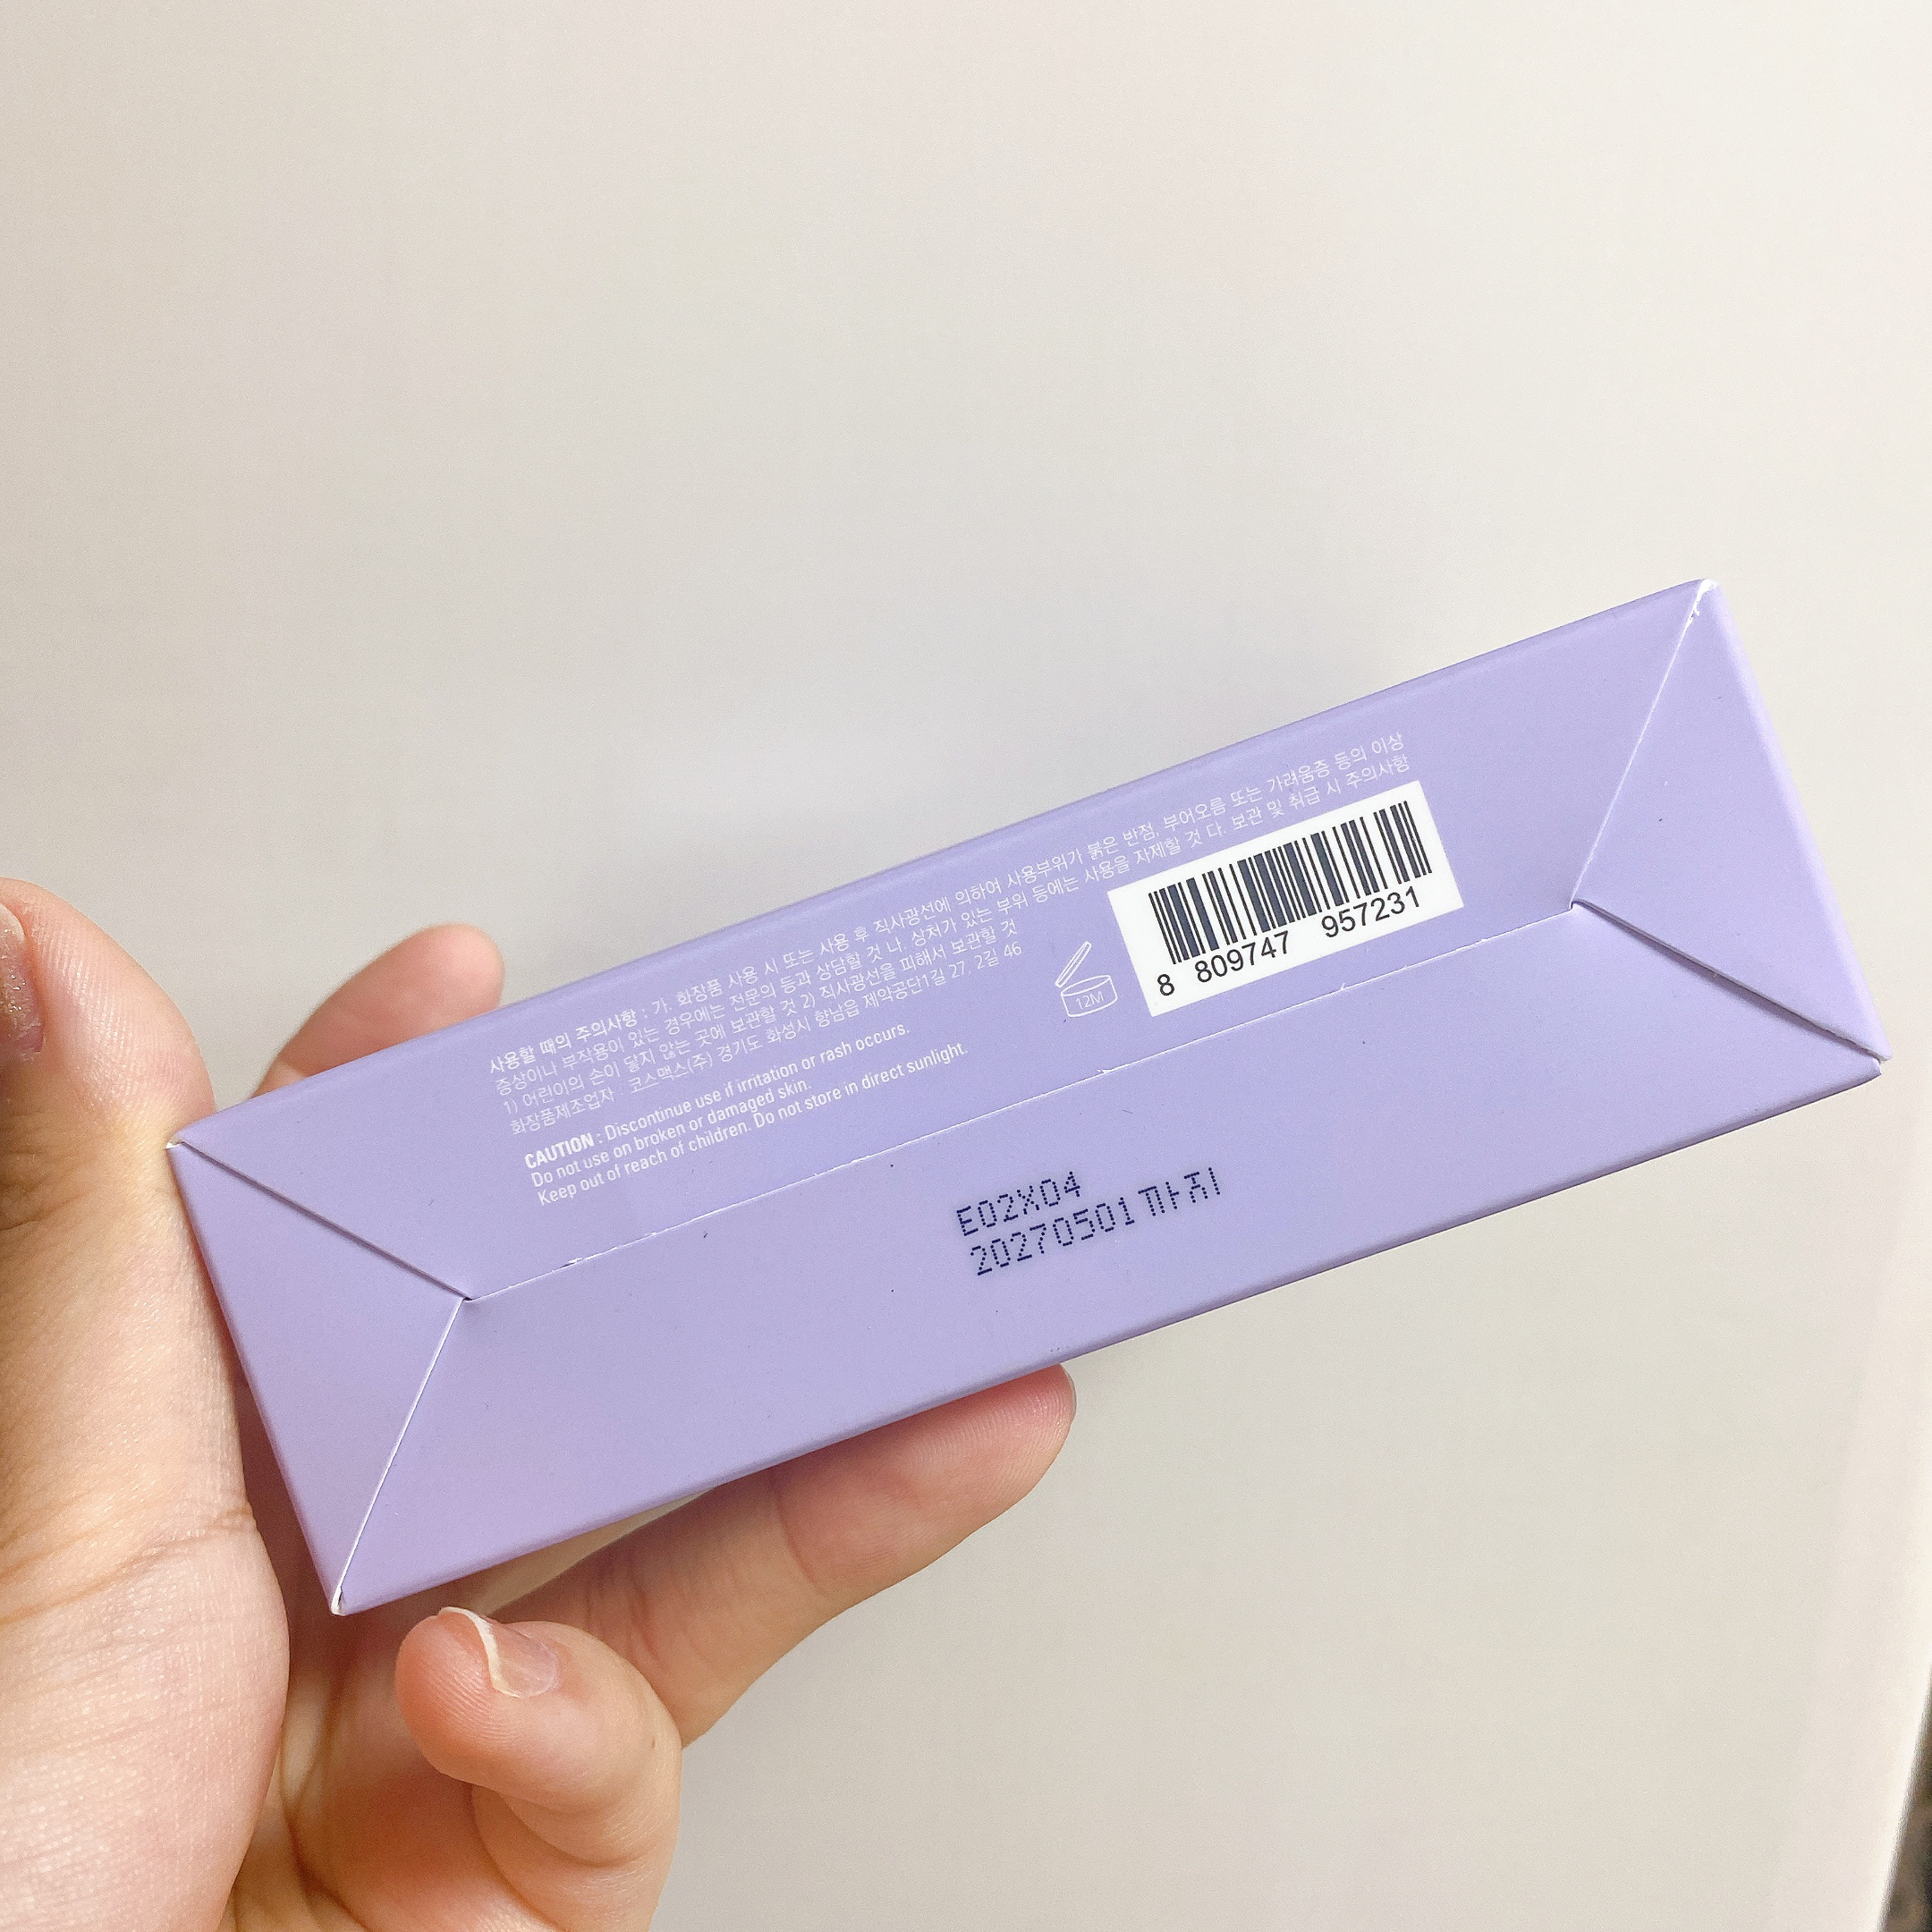 사용할 때의 주의사항 : 가. 화장품 사용 시 또는 사용 후 직사광선에 의하여 사용부위가 붉은 반점, 부어오름 또는 가려움증 등의 이상
증상이나 부작용이 있는 경우에는 전문의 등과 상담할 것 나. 상처가 있는 부위 등에는 사용을 자제할 것 다. 보관 및 취급 시 주의사항
1) 어린이의 손이 닿지 않는 곳에 보관할 것 2) 직사광선을 피해서 보관할 것
화장품제조업자 : 코스맥스(주) 경기도 화성시 향남읍 제약공단1길 27, 2길 46
CAUTION : Discontinue use if irritation or rash occurs.
Do not use on broken or damaged skin.
Keep out of reach of children. Do not store in direct sunlight.
12M
8 809747 957231
E02X04
20270501 까지